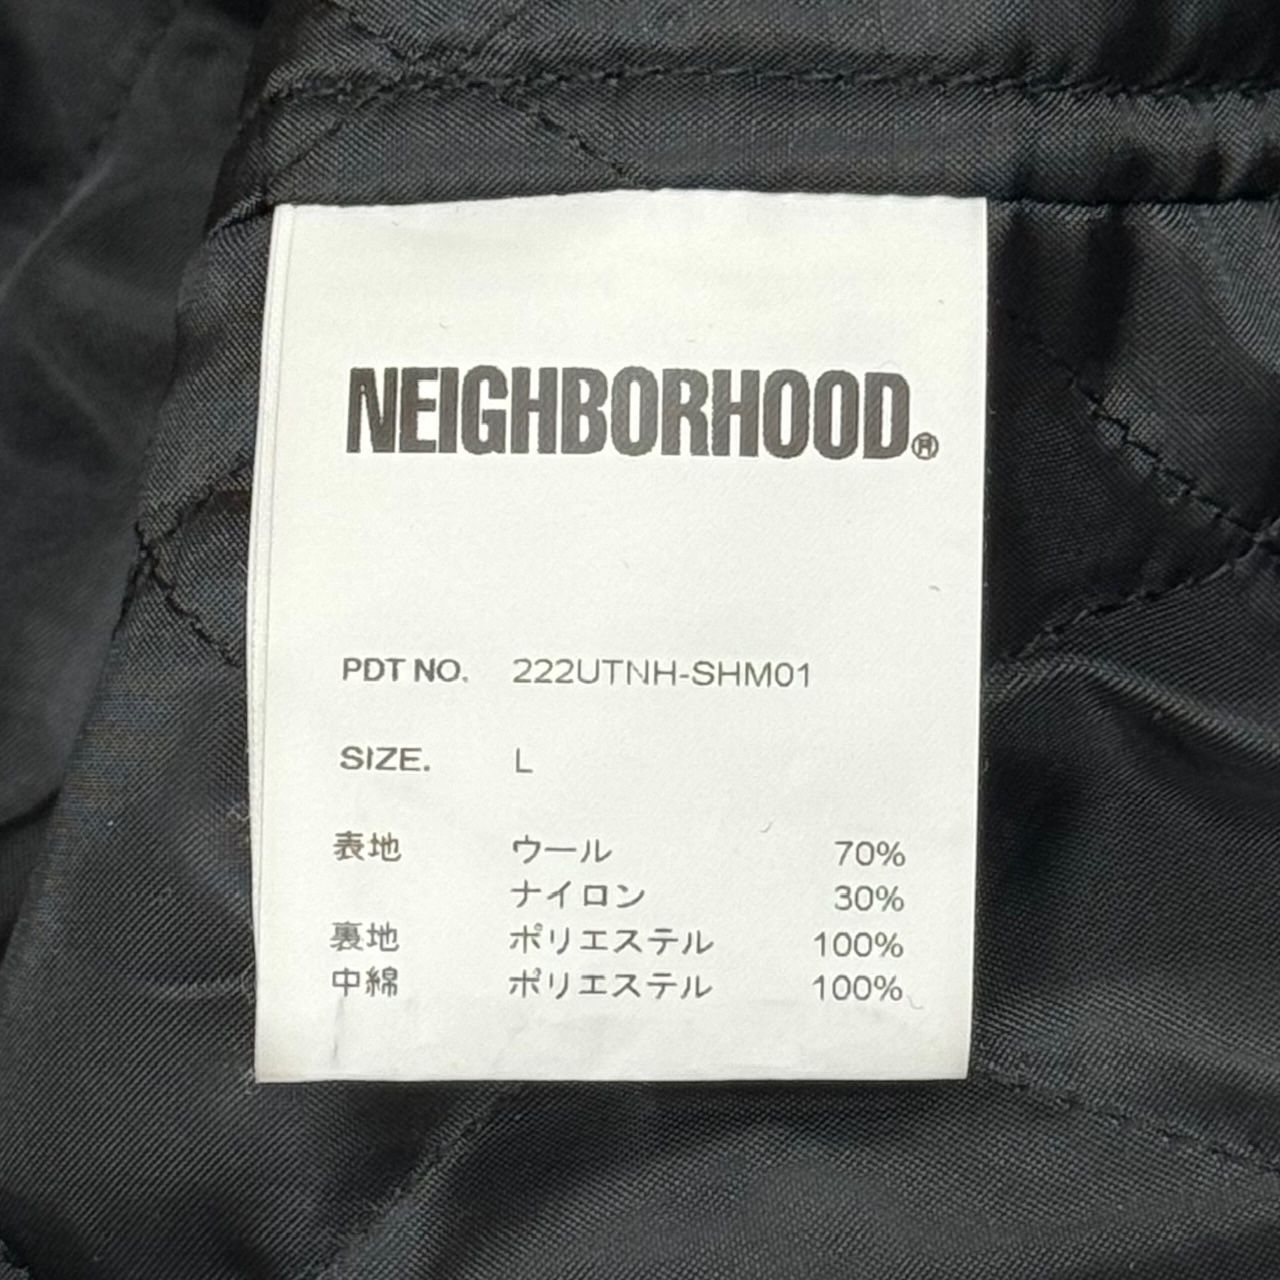 NEIGHBORHOOD®
PDT NO. 222UTNH-SHM01
SIZE. L
表地 ウール 70%
ナイロン 30%
裏地 ポリエステル 100%
中綿 ポリエステル 100%